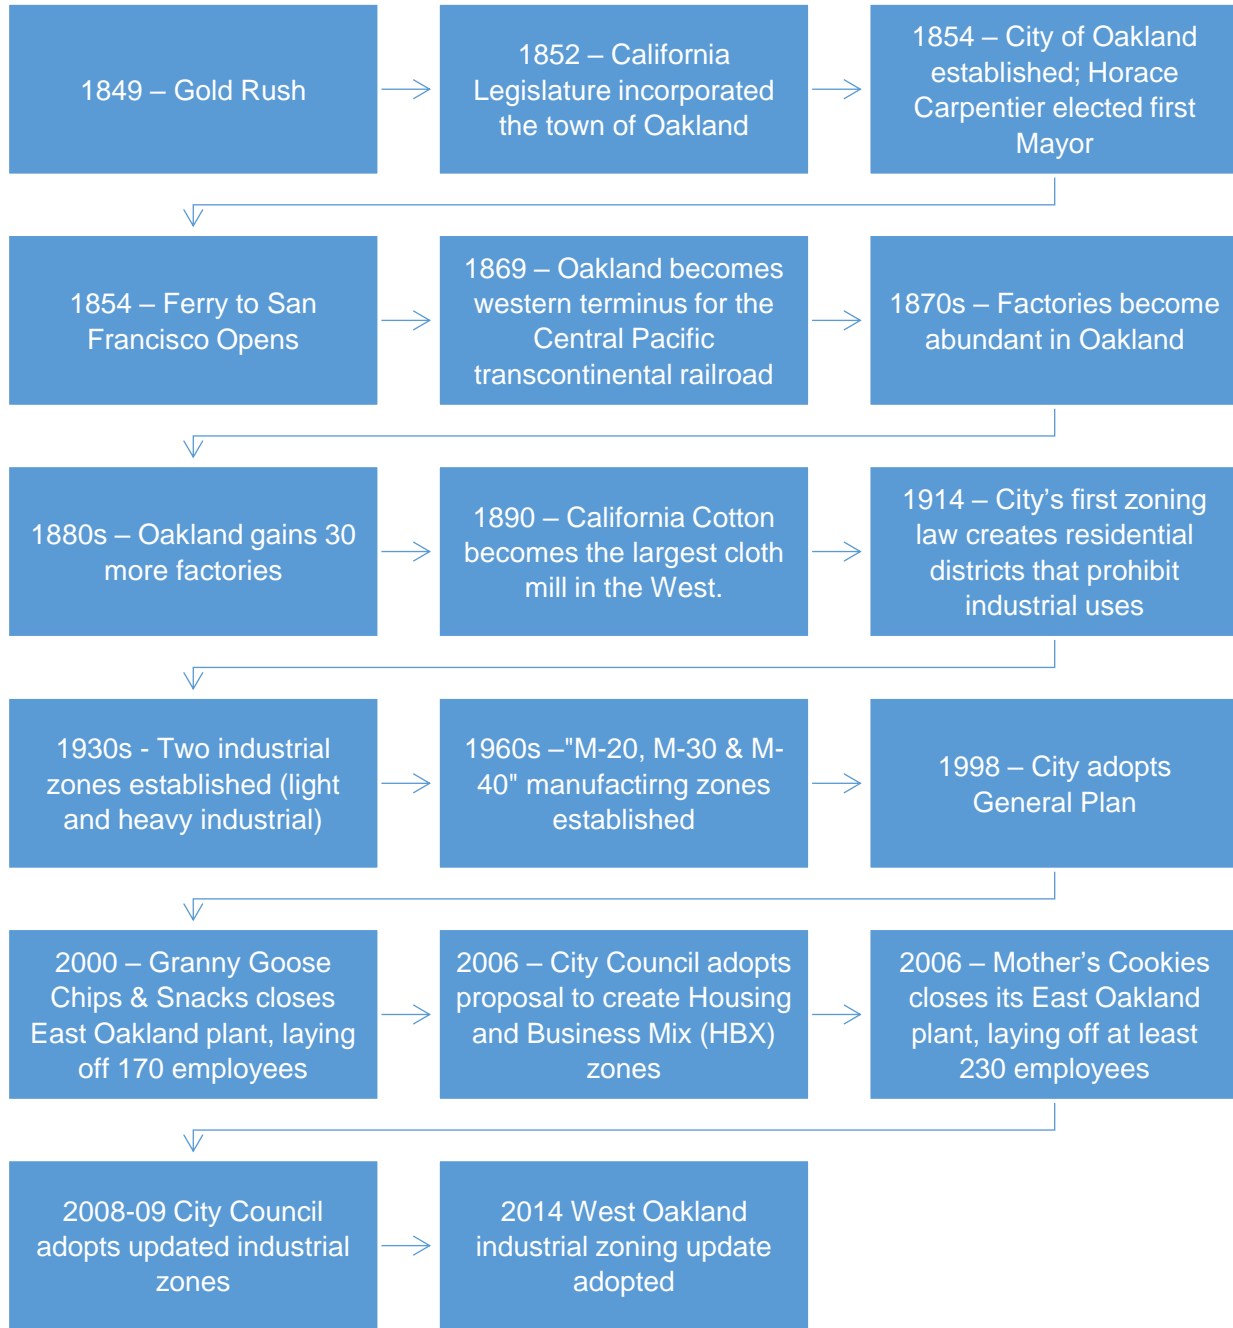 1849 – Gold Rush
1852 – California
Legislature incorporated
the town of Oakland
1854 – City of Oakland
established; Horace
Carpentier elected first
Mayor
1854 – Ferry to San
Francisco Opens
1869 – Oakland becomes
western terminus for the
Central Pacific
transcontinental railroad
1870s – Factories become
abundant in Oakland
1880s – Oakland gains 30
more factories
1890 – California Cotton
becomes the largest cloth
mill in the West.
1914 – City’s first zoning
law creates residential
districts that prohibit
industrial uses
1930s - Two industrial
zones established (light
and heavy industrial)
1960s –"M-20, M-30 & M-
40" manufactirng zones
established
1998 – City adopts
General Plan
2000 – Granny Goose
Chips & Snacks closes
East Oakland plant, laying
off 170 employees
2006 – City Council adopts
proposal to create Housing
and Business Mix (HBX)
zones
2006 – Mother’s Cookies
closes its East Oakland
plant, laying off at least
230 employees
2008-09 City Council
adopts updated industrial
zones
2014 West Oakland
industrial zoning update
adopted